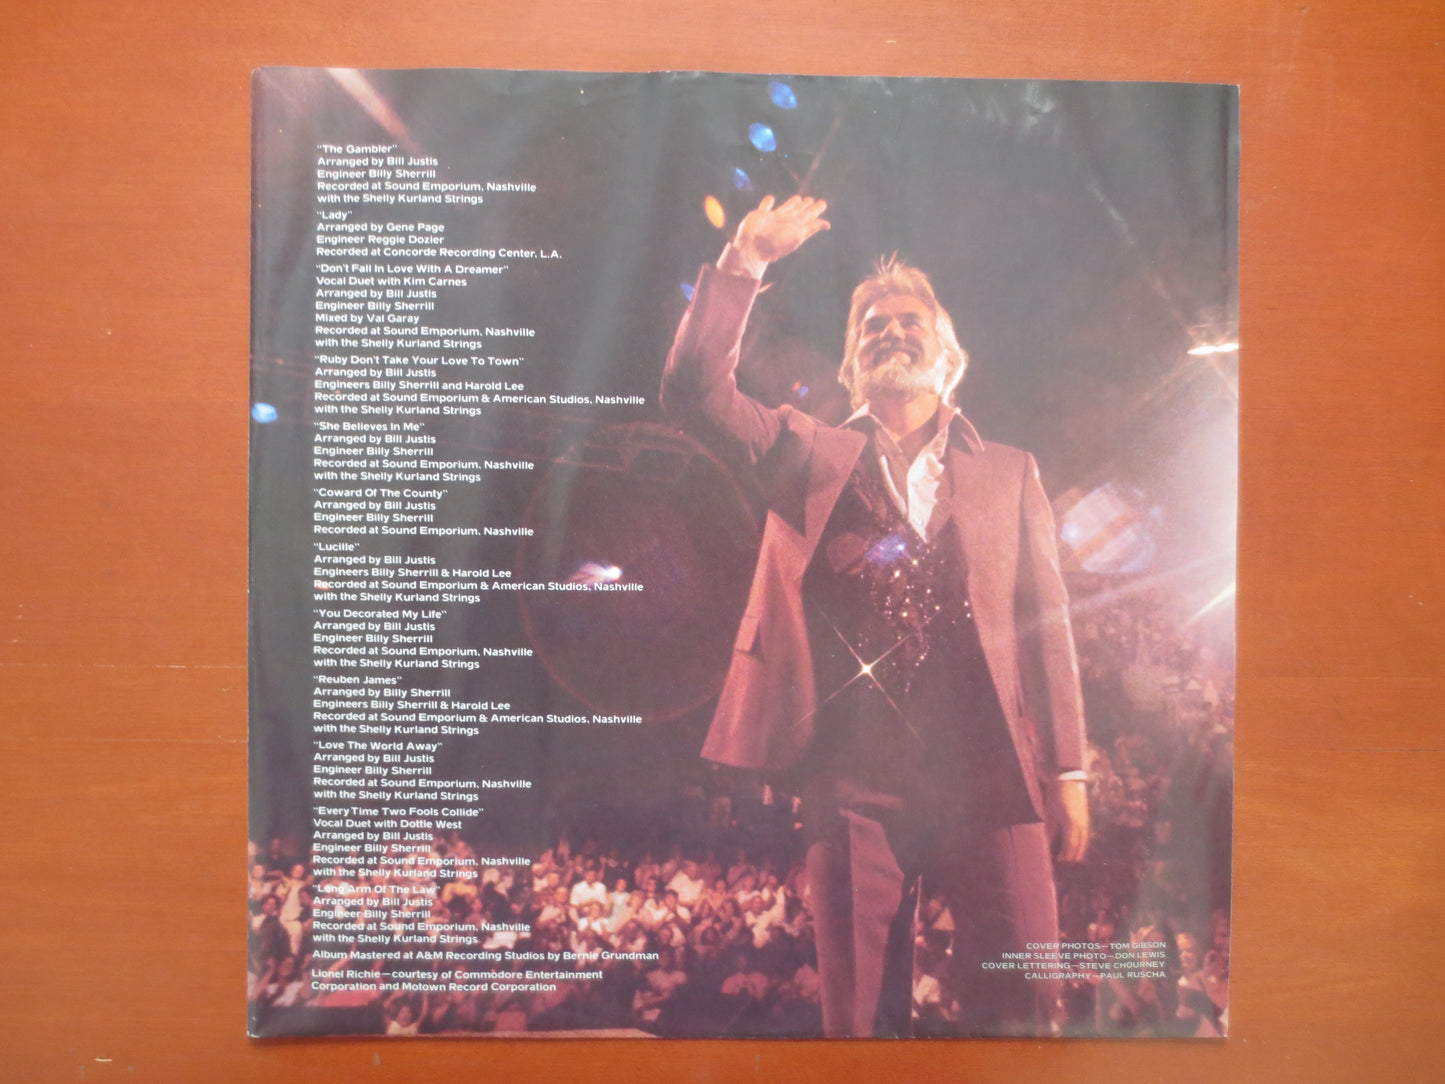 "The Gambler"
Arranged by Bill Justis
Engineer Billy Sherrill
Recorded at Sound Emporium, Nashville
with the Shelly Kurland Strings
"Lady"
Arranged by Gene Page
Engineer Reggie Dozier
Recorded at Concorde Recording Center, L.A.
"Don't Fall In Love With A Dreamer"
Vocal Duet with Kim Carnes
Arranged by Bill Justis
Engineer Billy Sherrill
Mixed by Val Garay
Recorded at Sound Emporium, Nashville
with the Shelly Kurland Strings
"Ruby Don't Take Your Love To Town"
Arranged by Bill Justis
Engineers Billy Sherrill and Harold Lee
Recorded at Sound Emporium & American Studios, Nashville
with the Shelly Kurland Strings
"She Believes In Me"
Arranged by Bill Justis
Engineer Billy Sherrill
Recorded at Sound Emporium, Nashville
with the Shelly Kurland Strings
"Coward Of The County"
Arranged by Bill Justis
Engineer Billy Sherrill
Recorded at Sound Emporium, Nashville
"Lucille"
Arranged by Bill Justis
Engineers Billy Sherrill & Harold Lee
Recorded at Sound Emporium & American Studios, Nashville
with the Shelly Kurland Strings
"You Decorated My Life"
Arranged by Bill Justis
Engineer Billy Sherrill
Recorded at Sound Emporium, Nashville
with the Shelly Kurland Strings
"Reuben James"
Arranged by Billy Sherrill
Engineers Billy Sherrill & Harold Lee
Recorded at Sound Emporium & American Studios, Nashville
with the Shelly Kurland Strings
"Love The World Away"
Arranged by Bill Justis
Engineer Billy Sherrill
Recorded at Sound Emporium, Nashville
with the Shelly Kurland Strings
"Every Time Two Fools Collide"
Vocal Duet with Dottie West
Arranged by Bill Justis
Engineer Billy Sherrill
Recorded at Sound Emporium, Nashville
with the Shelly Kurland Strings
"Long Arm Of The Law"
Arranged by Bill Justis
Engineer Billy Sherrill
Recorded at Sound Emporium, Nashville
with the Shelly Kurland Strings
Album Mastered at A&M Recording Studios by Bernie Grundman
Lionel Richie—courtesy of Commodore Entertainment
Corporation and Motown Record Corporation
COVER PHOTOS—TOM GIBSON
INNER SLEEVE PHOTO—DON LEWIS
COVER LETTERING—STEVE CHOURNEY
CALLIGRAPHY—PAUL RUSCHA